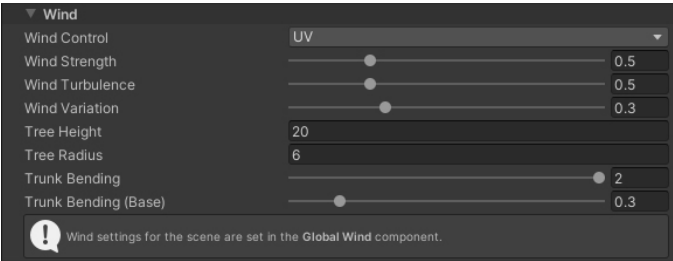 Wind
Wind Control UV
Wind Strength 0.5
Wind Turbulence 0.5
Wind Variation 0.3
Tree Height 20
Tree Radius 6
Trunk Bending 2
Trunk Bending (Base) 0.3
Wind settings for the scene are set in the Global Wind component.